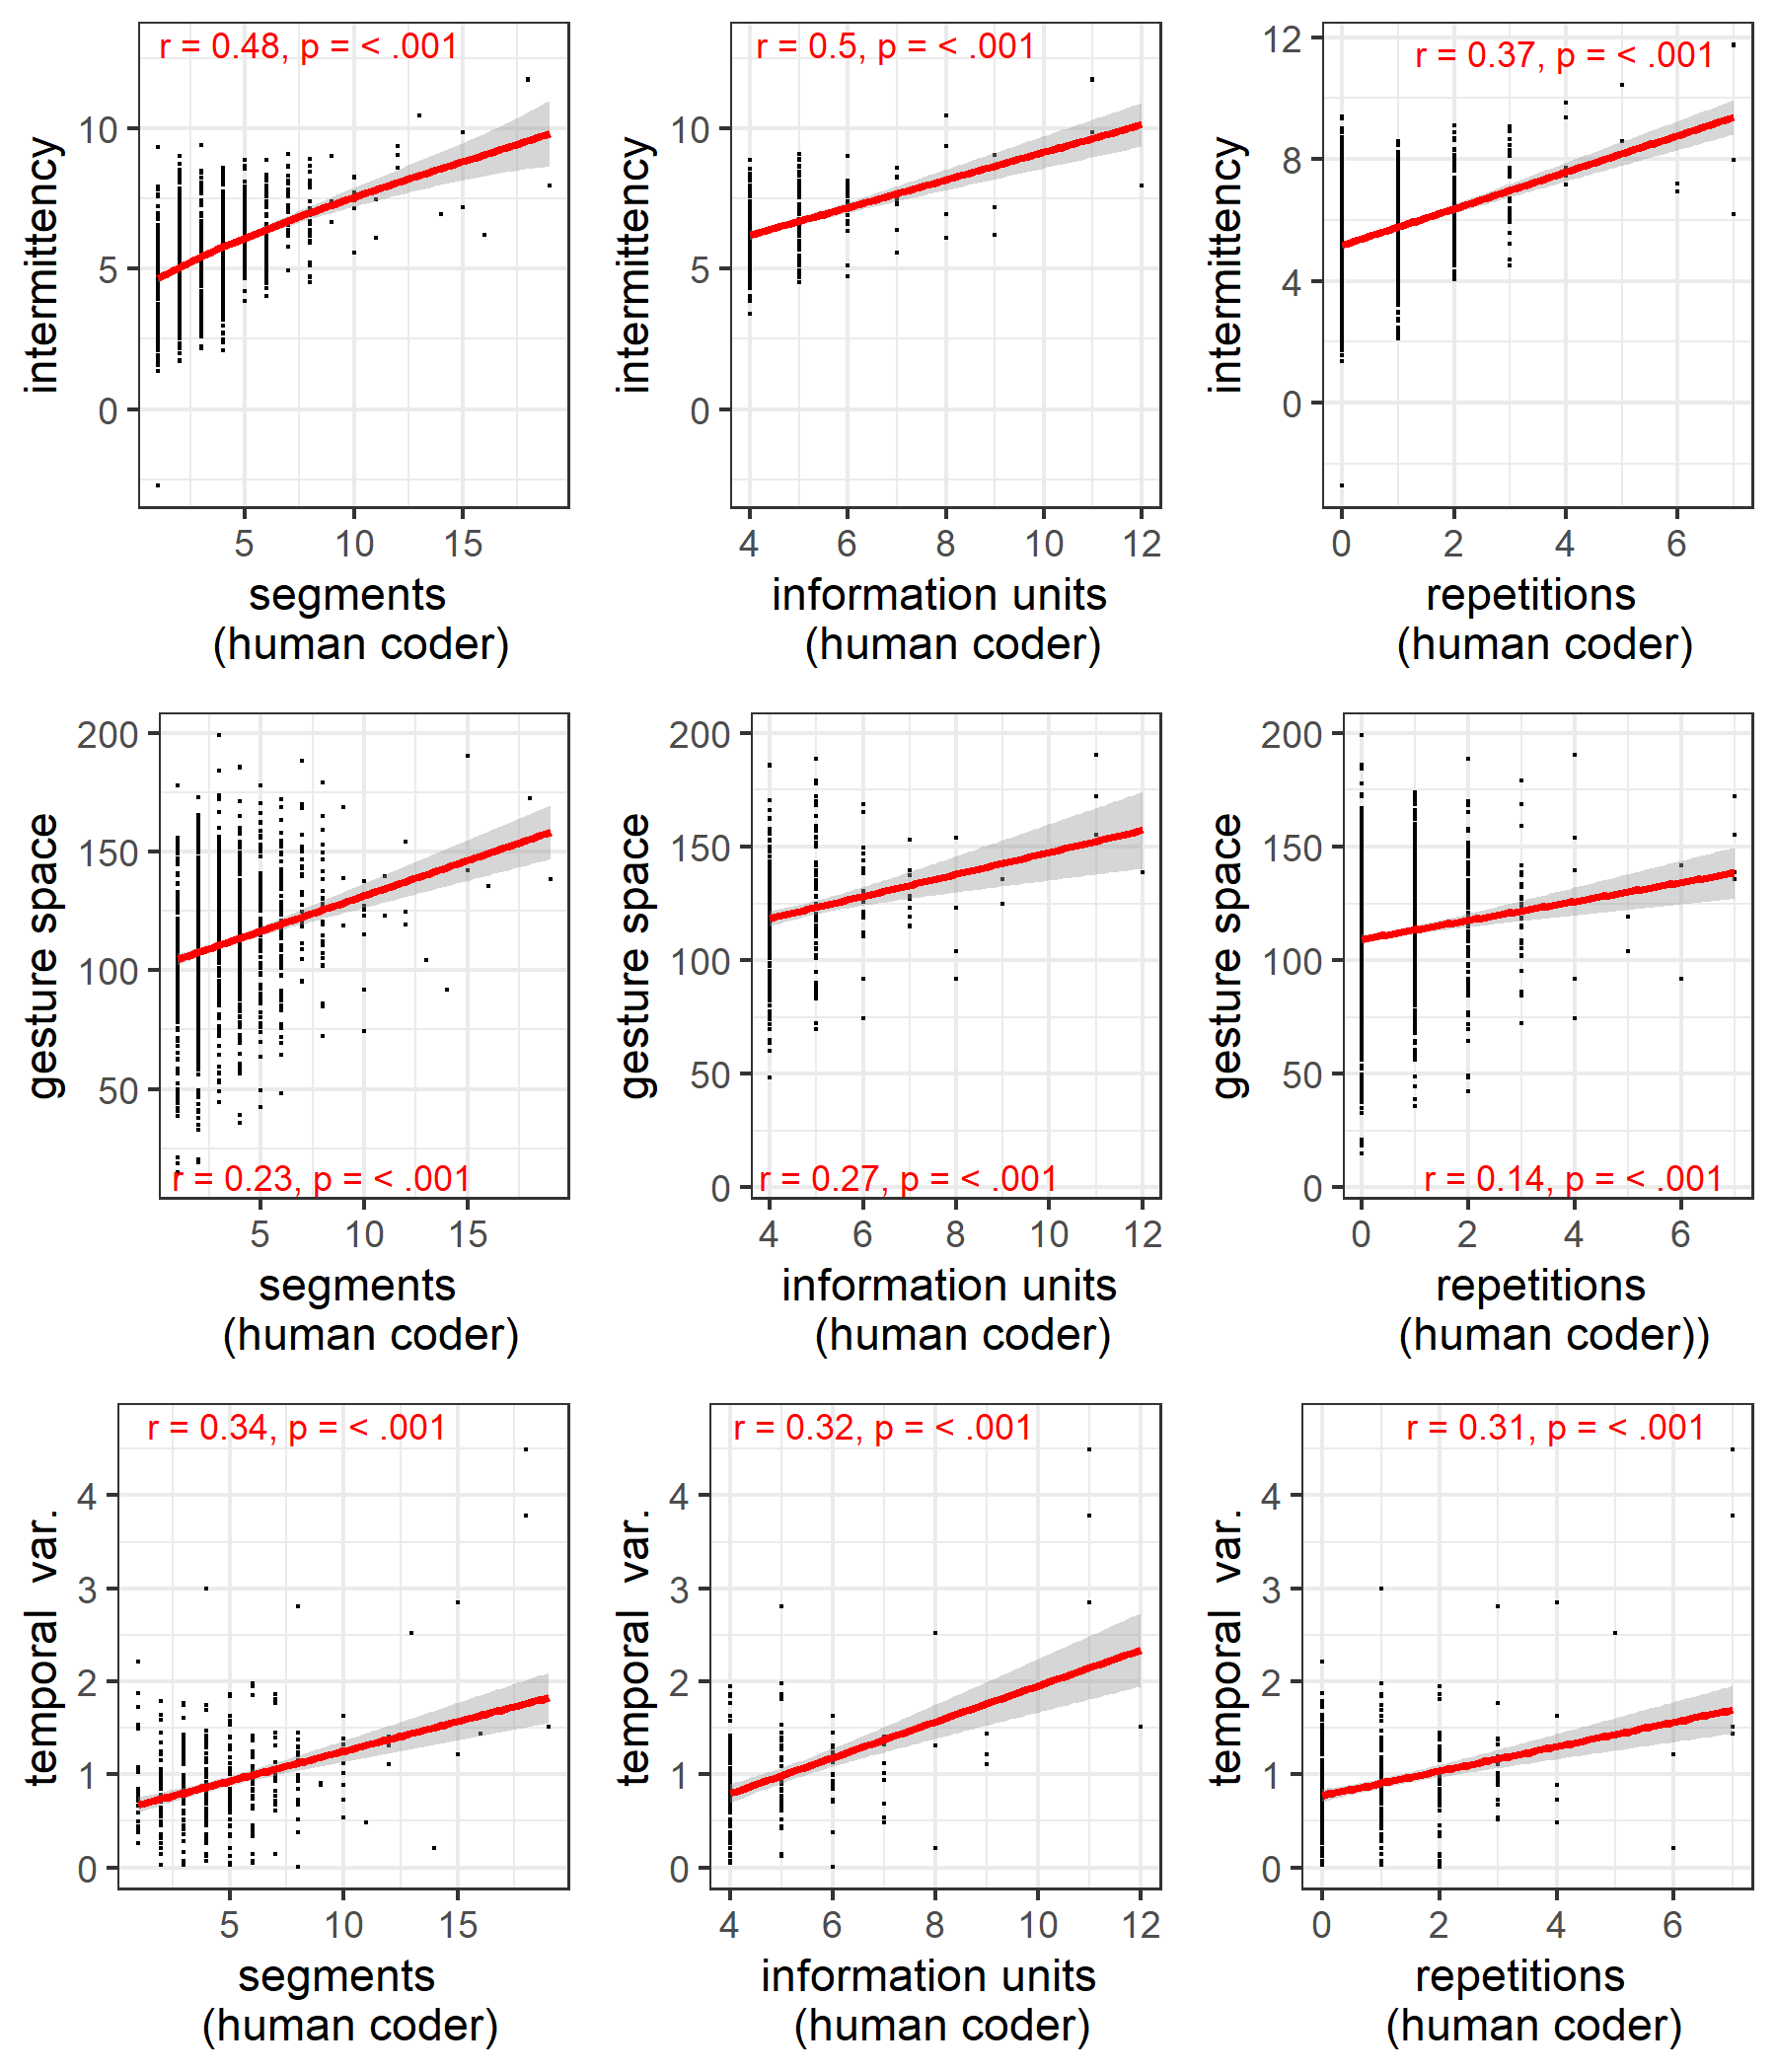 r = 0.48, p = < .001
intermittency
10
5
0
5 10 15
segments
(human coder)
r = 0.5, p = < .001
intermittency
10
5
0
4 6 8 10 12
information units
(human coder)
r = 0.37, p = < .001
intermittency
12
8
4
0
0 2 4 6
repetitions
(human coder)
gesture space
200
150
100
50
r = 0.23, p = < .001
5 10 15
segments
(human coder)
gesture space
200
150
100
50
0
r = 0.27, p = < .001
4 6 8 10 12
information units
(human coder)
gesture space
200
150
100
50
0
r = 0.14, p = < .001
0 2 4 6
repetitions
(human coder))
r = 0.34, p = < .001
temporal var.
4
3
2
1
0
5 10 15
segments
(human coder)
r = 0.32, p = < .001
temporal var.
4
3
2
1
0
4 6 8 10 12
information units
(human coder)
r = 0.31, p = < .001
temporal var.
4
3
2
1
0
0 2 4 6
repetitions
(human coder)